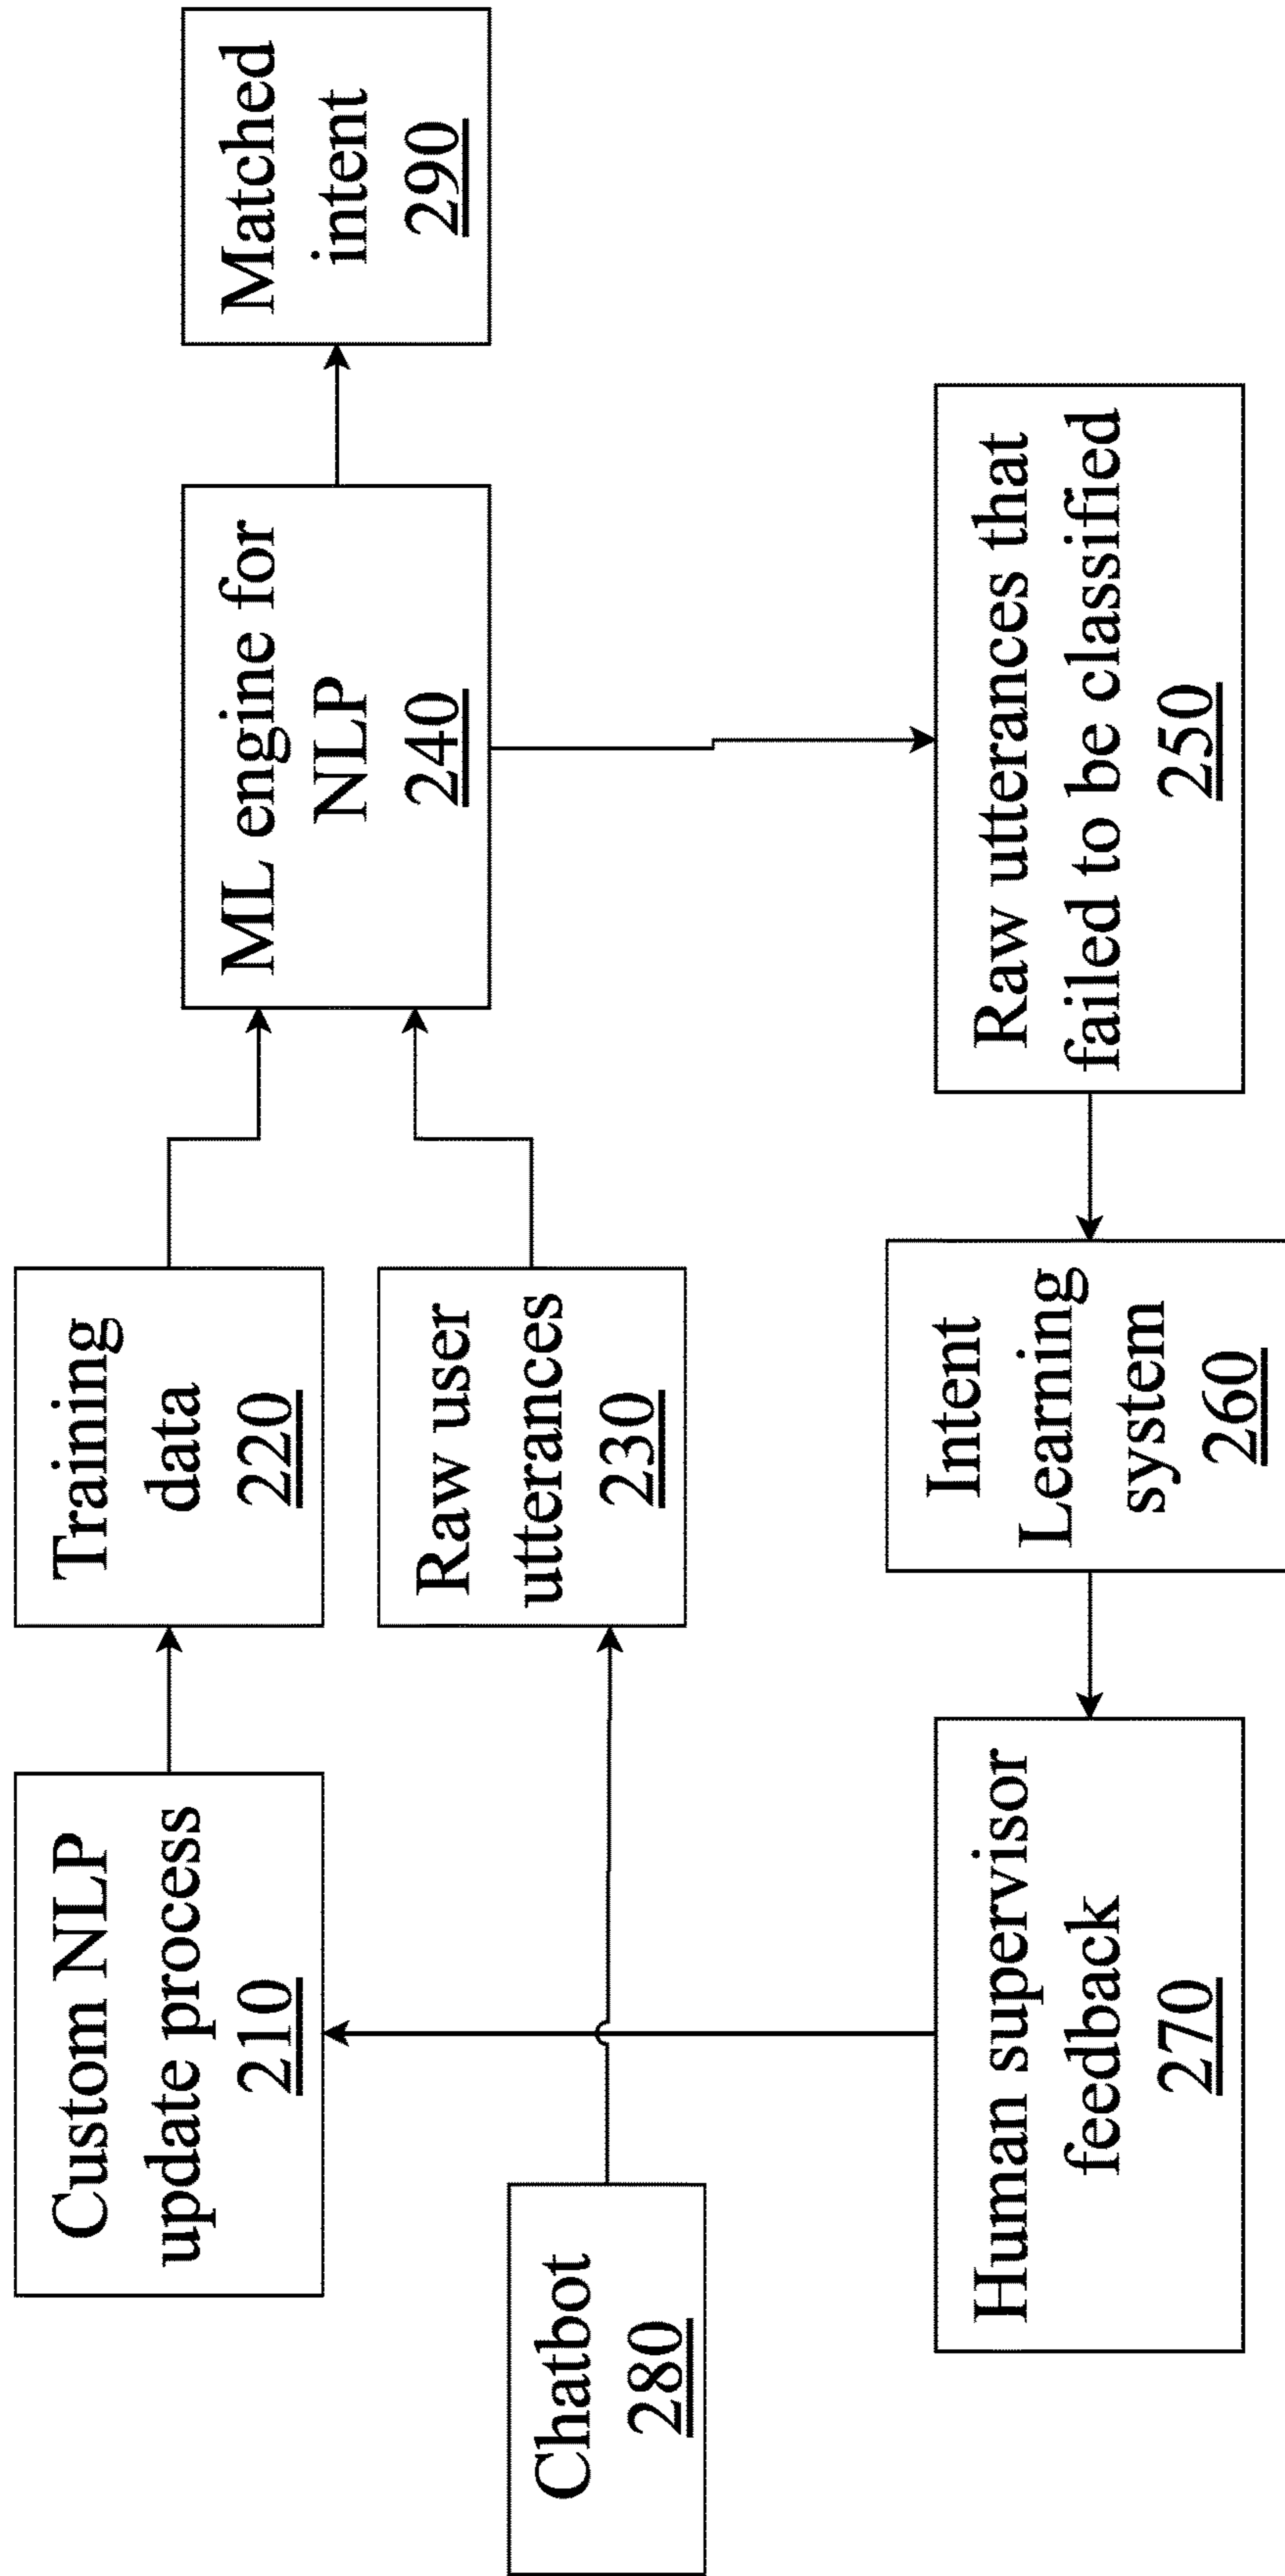 Custom NLP
update process
210
Training
data
220
ML engine for
NLP
240
Matched
intent
290
Chatbot
280
Raw user
utterances
230
Human supervisor
feedback
270
Intent
Learning
system
260
Raw utterances that
failed to be classified
250